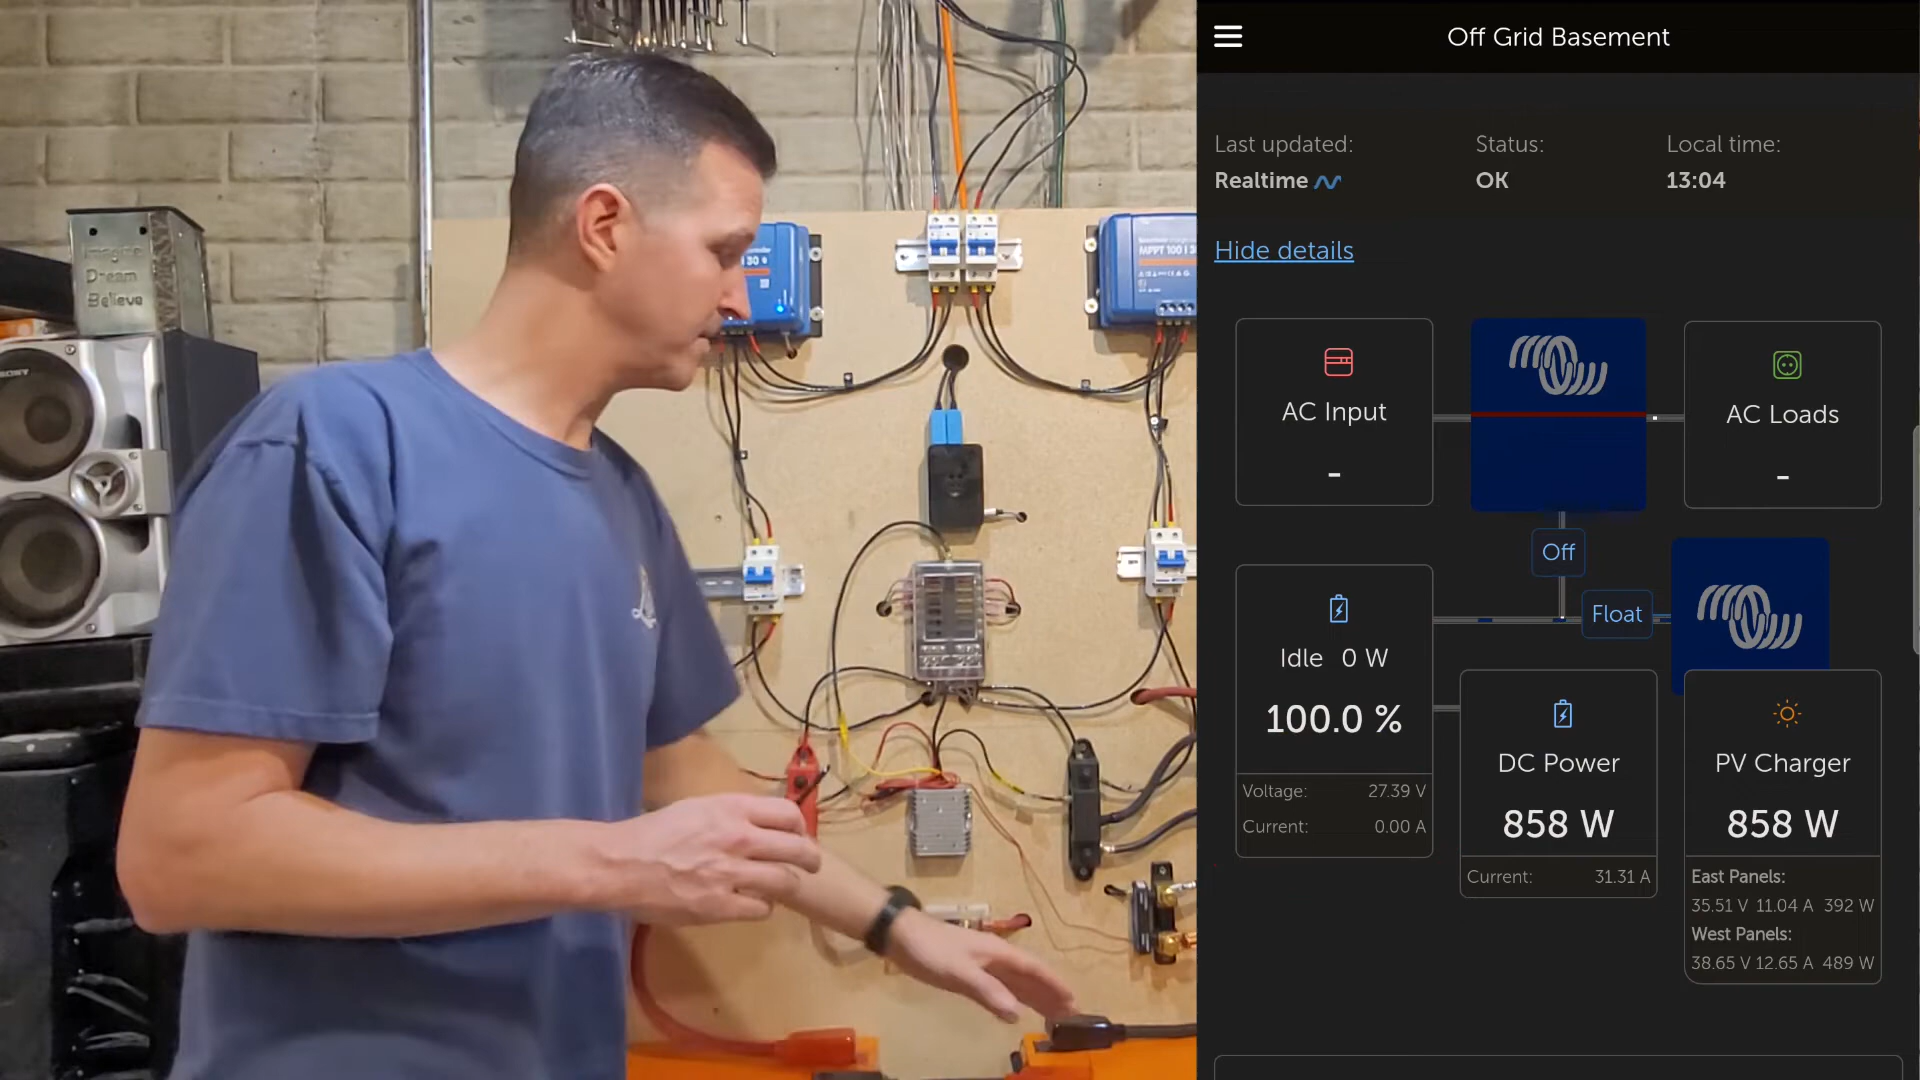 Imagine
Dream
Believe
SONY
MPPT 100 | 30
Off Grid Basement
Last updated:
Realtime
Status:
OK
Local time:
13:04
Hide details
AC Input
-
AC Loads
-
Off
Float
Idle 0 W
100.0 %
Voltage: 27.39 V
Current: 0.00 A
DC Power
858 W
Current: 31.31 A
PV Charger
858 W
East Panels:
35.51 V 11.04 A 392 W
West Panels:
38.65 V 12.65 A 489 W